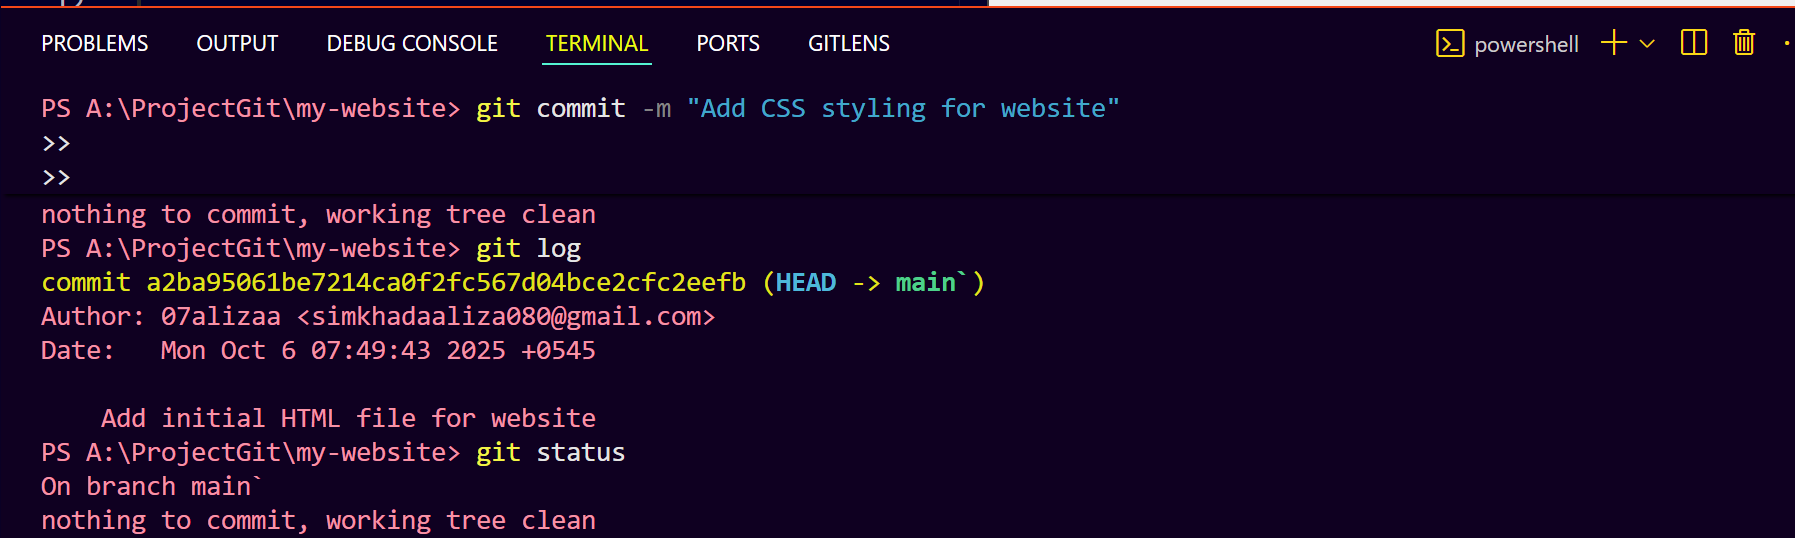 PROBLEMS OUTPUT DEBUG CONSOLE TERMINAL PORTS GITLENS powershell
PS A:\ProjectGit\my-website> git commit -m "Add CSS styling for website"
>>
>>
nothing to commit, working tree clean
PS A:\ProjectGit\my-website> git log
commit a2ba95061be7214ca0f2fc567d04bce2cfc2eefb (HEAD -> main`)
Author: 07alizaa <simkhadaaliza080@gmail.com>
Date:   Mon Oct 6 07:49:43 2025 +0545
    Add initial HTML file for website
PS A:\ProjectGit\my-website> git status
On branch main`
nothing to commit, working tree clean